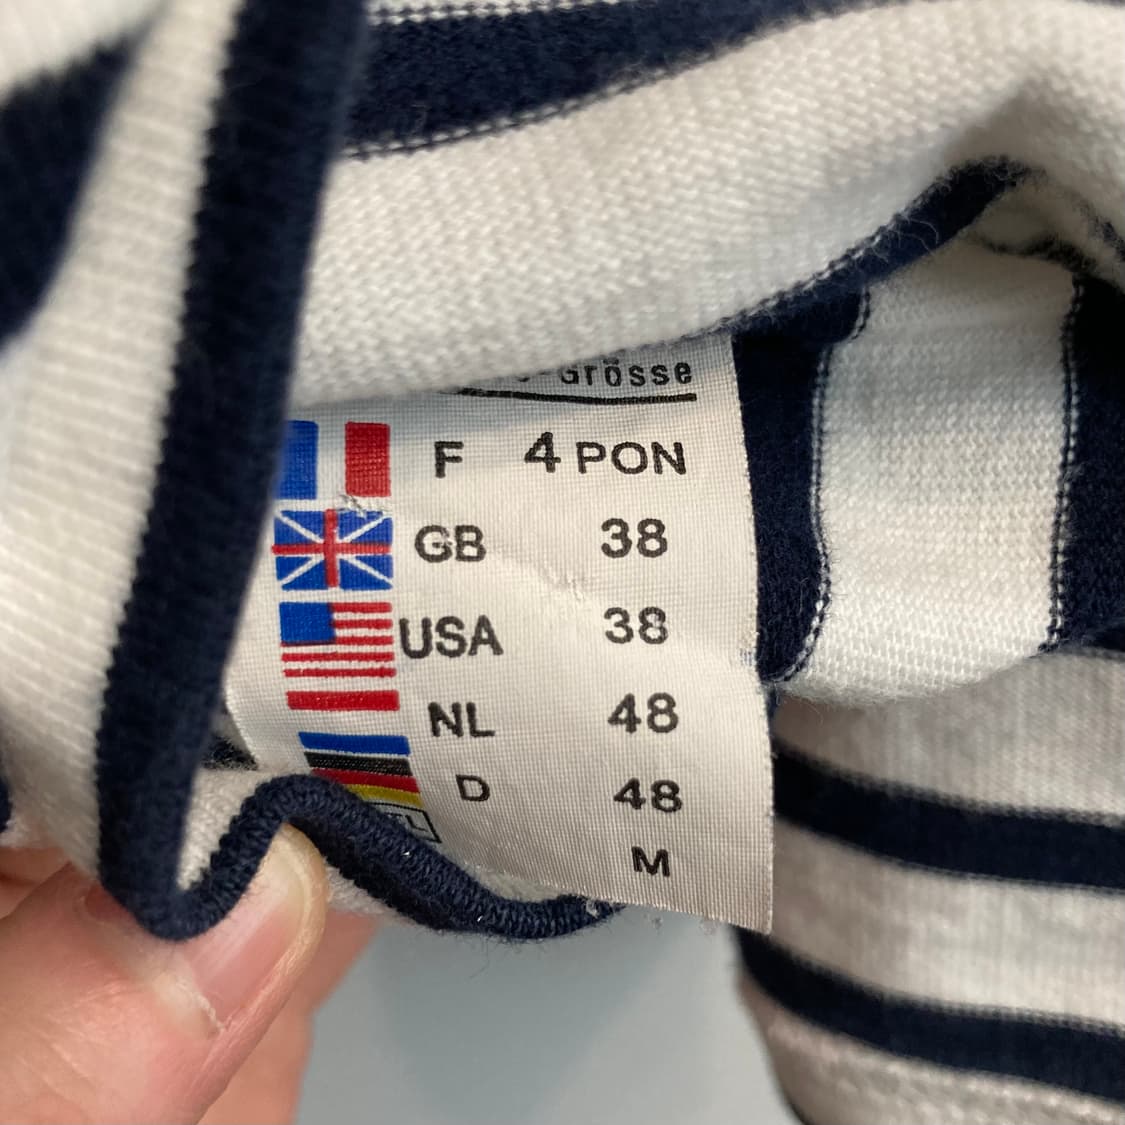 Grösse
F 4 PON
GB 38
USA 38
NL 48
D 48
M